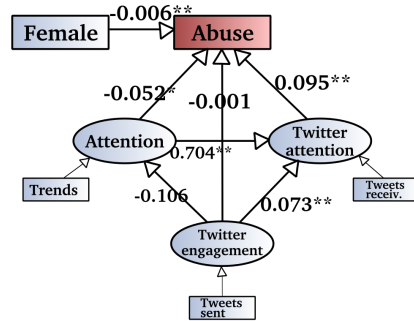 -0.006**
Female
Abuse
-0.052*
-0.001
0.095**
Attention
0.704**
Twitter
attention
Trends
Tweets
receiv.
-0.106
0.073**
Twitter
engagement
Tweets
sent